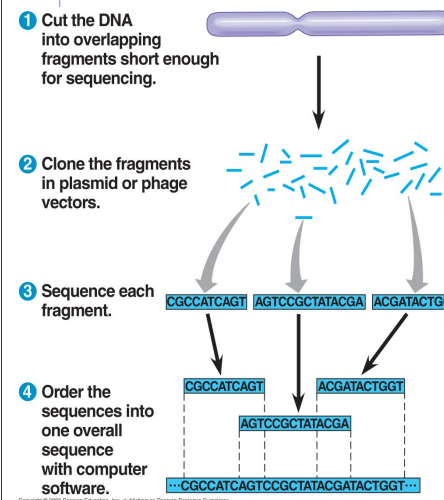 1 Cut the DNA
into overlapping
fragments short enough
for sequencing.
2 Clone the fragments
in plasmid or phage
vectors.
3 Sequence each
fragment.
CGCCATCAGT AGTCCGCTATACGA ACGATACTG
4 Order the
sequences into
one overall
sequence
with computer
software.
CGCCATCAGT ACGATACTGGT
AGTCCGCTATACGA
···CGCCATCAGTCCGCTATACGATACTGGT···